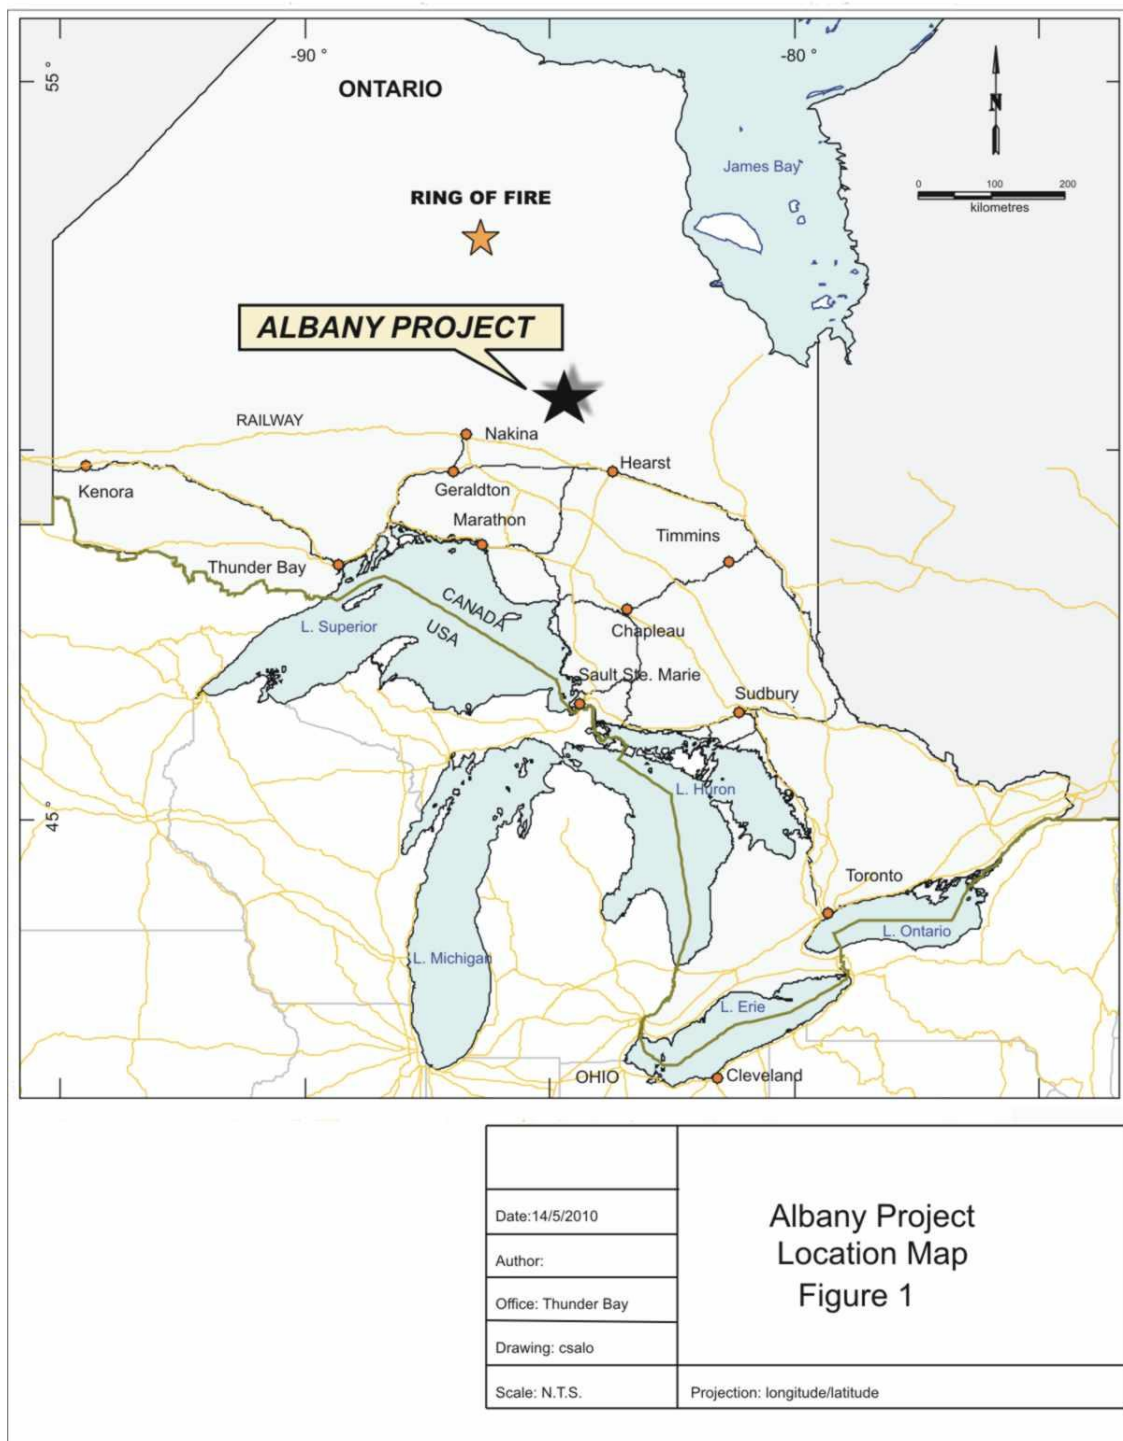 -90 °
-80 °
55°
ONTARIO
N
James Bay
0 100 200
kilometres
RING OF FIRE
ALBANY PROJECT
RAILWAY
Nakina
Hearst
Kenora
Geraldton
Marathon
Timmins
Thunder Bay
CANADA
USA
L. Superior
Chapleau
Sault Ste. Marie
Sudbury
L. Huron
45°
Toronto
L. Ontario
L. Michigan
L. Erie
OHIO
Cleveland
Date:14/5/2010
Author:
Office: Thunder Bay
Drawing: csalo
Scale: N.T.S.
Albany Project
Location Map
Figure 1
Projection: longitude/latitude